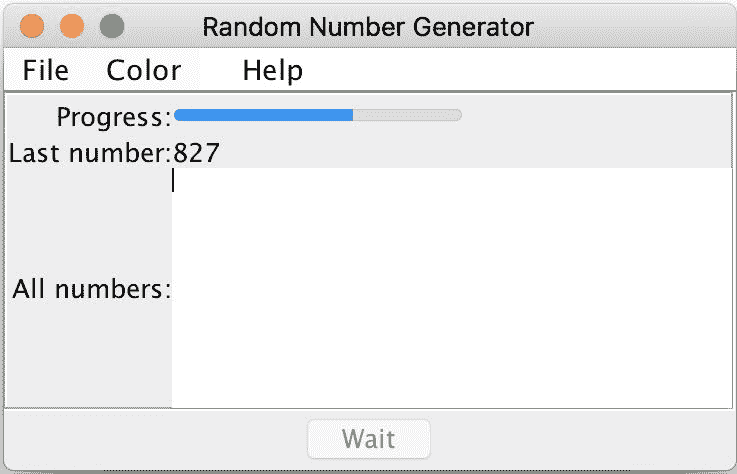 Random Number Generator
File Color Help
Progress:
Last number:827
All numbers:
Wait